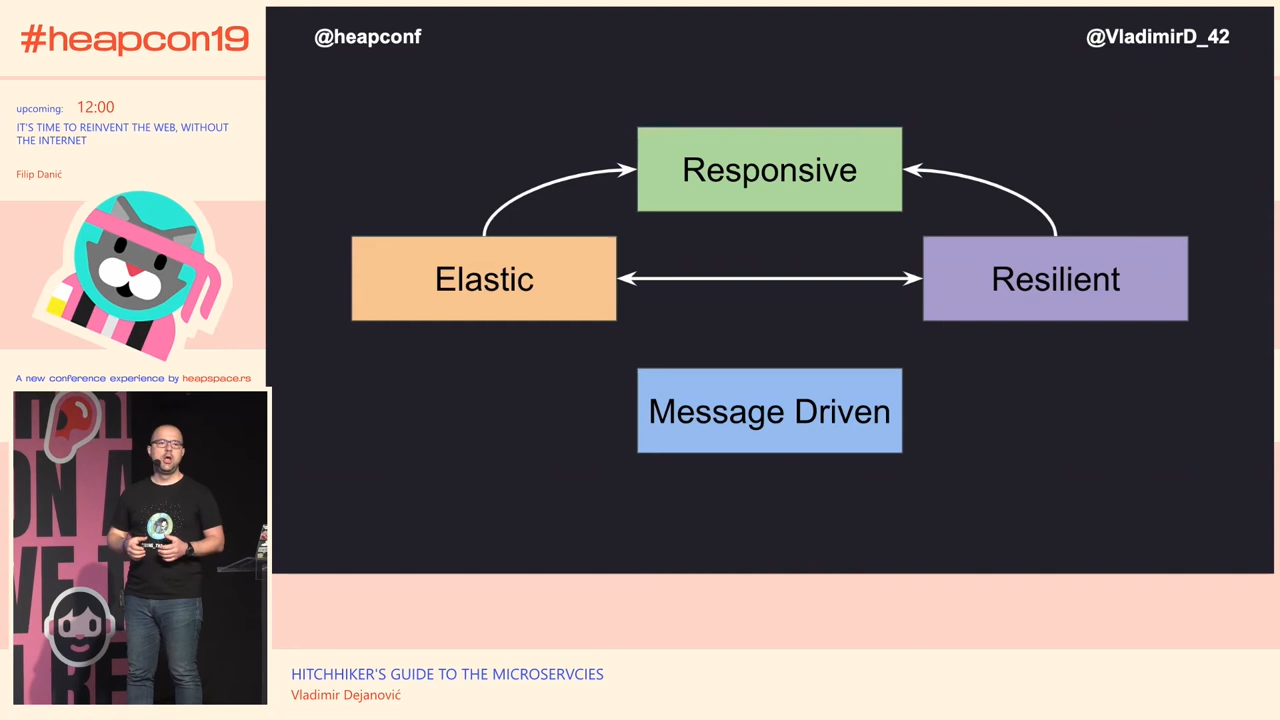 #heapcon19
upcoming: 12:00
IT'S TIME TO REINVENT THE WEB, WITHOUT
THE INTERNET
Filip Danić
A new conference experience by heapspace.rs
@heapconf
@VladimirD_42
Responsive
Elastic
Resilient
Message Driven
HITCHHIKER'S GUIDE TO THE MICROSERVCIES
Vladimir Dejanović